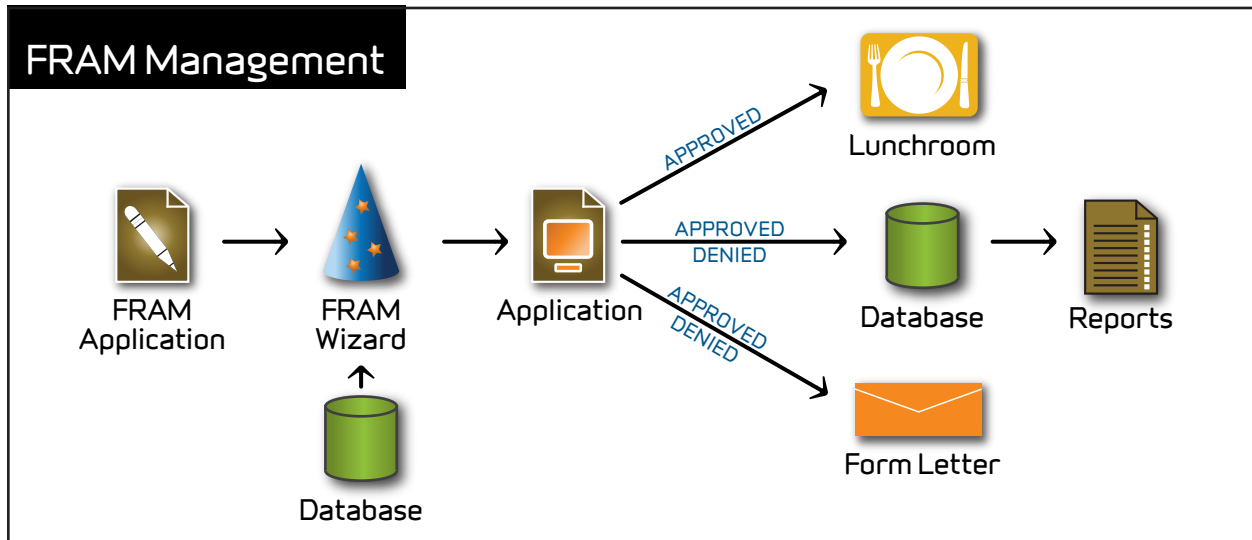 FRAM Management
FRAM
Application
FRAM
Wizard
Database
Application
APPROVED
Lunchroom
APPROVED
DENIED
Database
Reports
APPROVED
DENIED
Form Letter